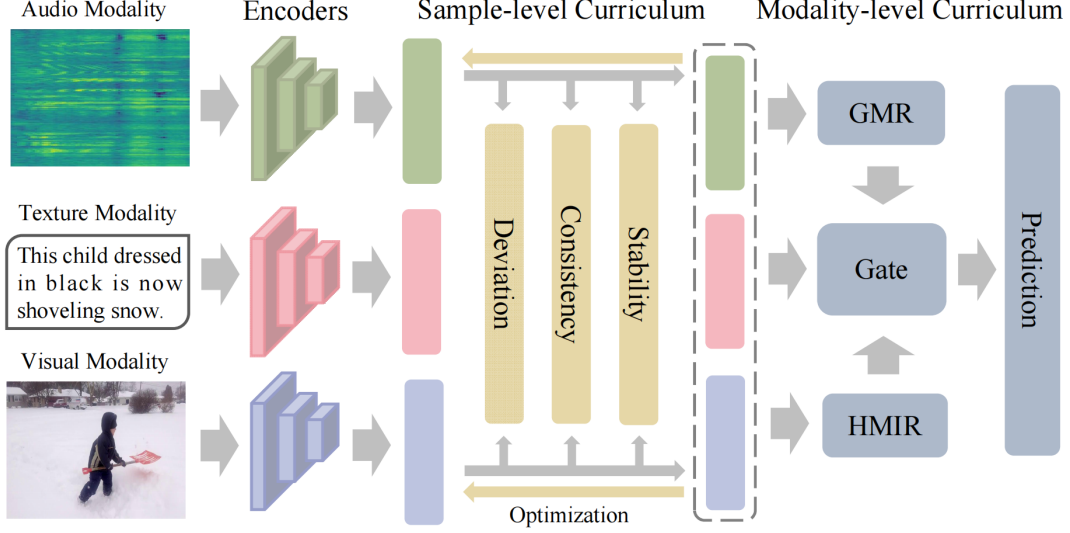 Audio Modality
Encoders
Sample-level Curriculum
Modality-level Curriculum
Texture Modality
This child dressed
in black is now
shoveling snow.
Visual Modality
Deviation
Consistency
Stability
Optimization
GMR
Gate
HMIR
Prediction